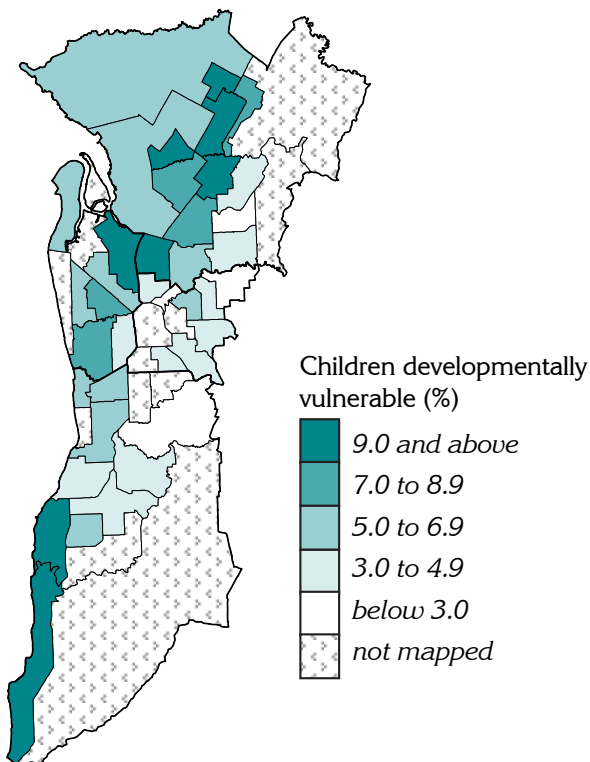 Children developmentally
vulnerable (%)
9.0 and above
7.0 to 8.9
5.0 to 6.9
3.0 to 4.9
below 3.0
not mapped